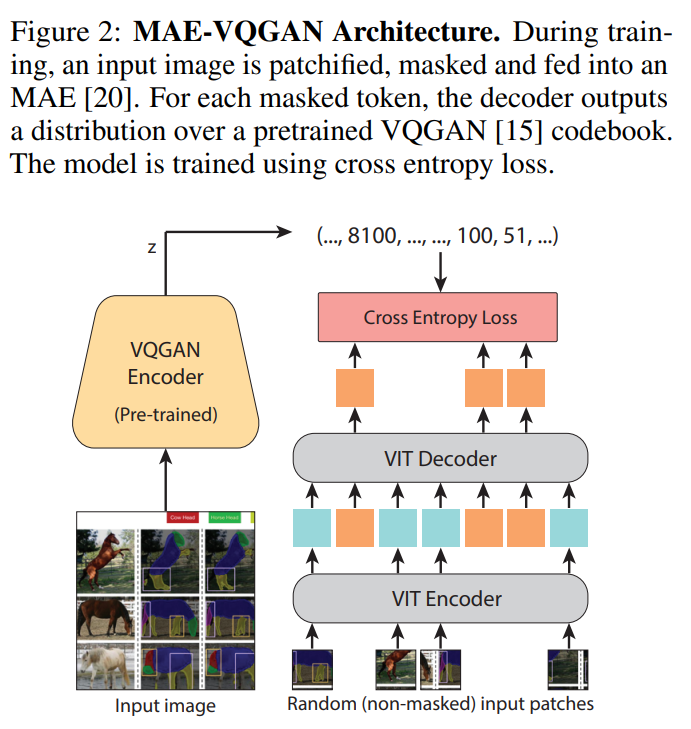 Figure 2: MAE-VQGAN Architecture. During train-
ing, an input image is patchified, masked and fed into an
MAE [20]. For each masked token, the decoder outputs
a distribution over a pretrained VQGAN [15] codebook.
The model is trained using cross entropy loss.
z
(..., 8100, ..., ..., 100, 51, ...)
Cross Entropy Loss
VQGAN
Encoder
(Pre-trained)
VIT Decoder
Cow Head
Horse Head
VIT Encoder
Input image
Random (non-masked) input patches